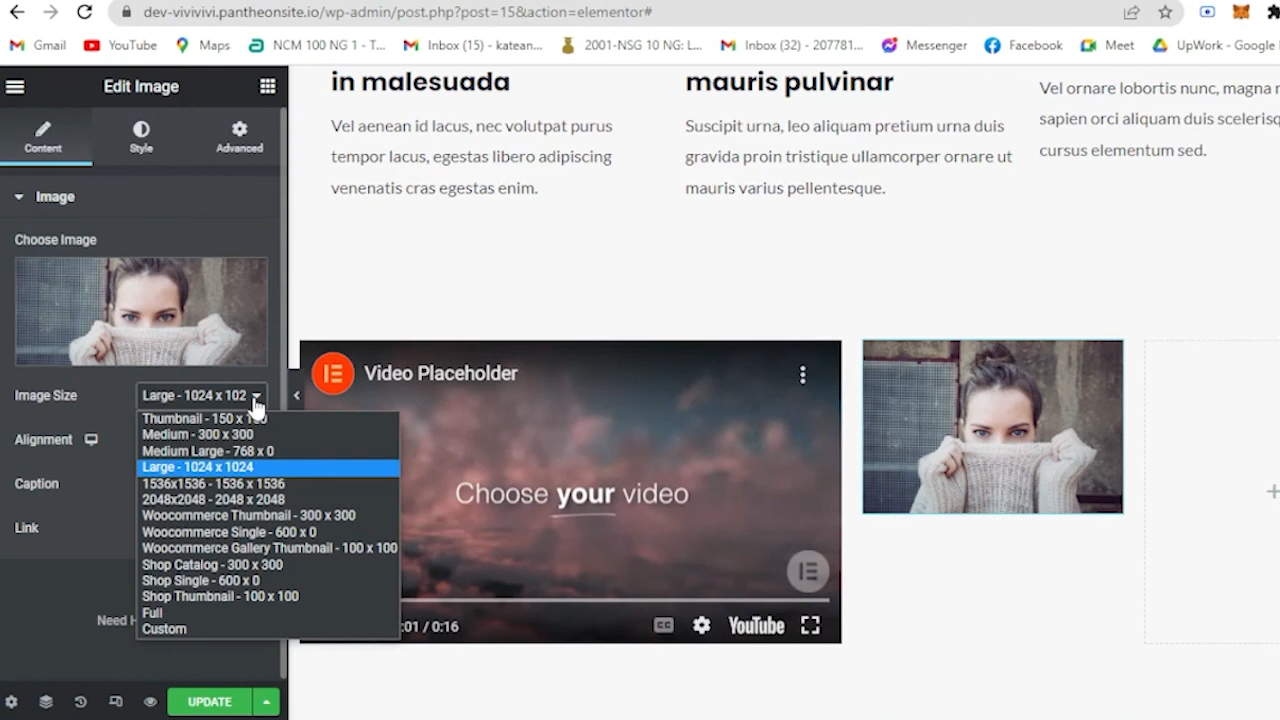 dev-vivivivi.pantheonsite.io/wp-admin/post.php?post=15&action=elementor#
Gmail
YouTube
Maps
NCM 100 NG 1 - T...
Inbox (15) - katean...
2001-NSG 10 NG: L...
Inbox (32) - 207781...
Messenger
Facebook
Meet
UpWork - Google
Edit Image
Content
Style
Advanced
Image
Choose Image
Image Size
Large - 1024 x 102
Thumbnail - 150 x 150
Medium - 300 x 300
Medium Large - 768 x 0
Large - 1024 x 1024
1536x1536 - 1536 x 1536
2048x2048 - 2048 x 2048
Woocommerce Thumbnail - 300 x 300
Woocommerce Single - 600 x 0
Woocommerce Gallery Thumbnail - 100 x 100
Shop Catalog - 300 x 300
Shop Single - 600 x 0
Shop Thumbnail - 100 x 100
Full
Custom
Alignment
Caption
Link
Need
UPDATE
in malesuada
Vel aenean id lacus, nec volutpat purus
tempor lacus, egestas libero adipiscing
venenatis cras egestas enim.
mauris pulvinar
Suscipit urna, leo aliquam pretium urna duis
gravida proin tristique ullamcorper ornare ut
mauris varius pellentesque.
Vel ornare lobortis nunc, magna
sapien orci aliquam duis scelerisq
cursus elementum sed.
Video Placeholder
Choose your video
:01 / 0:16
CC
YouTube